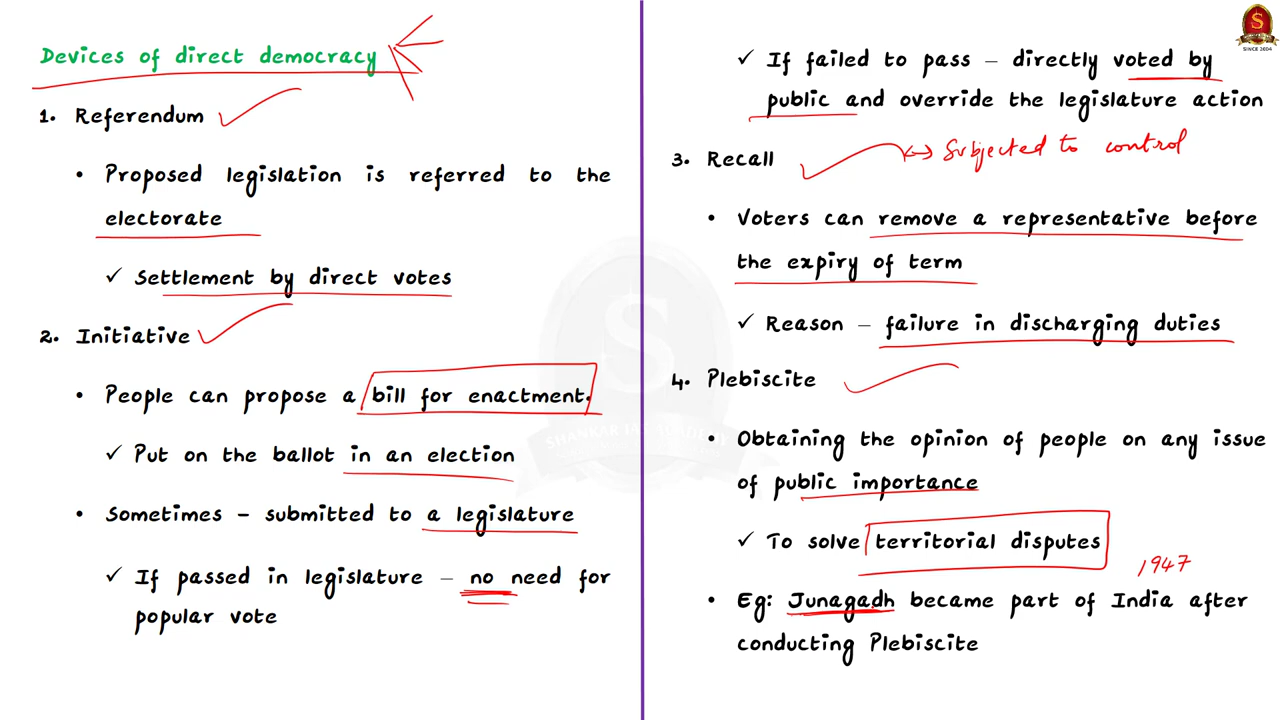 Devices of direct democracy
1. Referendum
• Proposed legislation is referred to the
electorate
✓ Settlement by direct votes
2. Initiative
• People can propose a bill for enactment.
✓ Put on the ballot in an election
• Sometimes – submitted to a legislature
✓ If passed in legislature – no need for
popular vote
✓ If failed to pass – directly voted by
public and override the legislature action
3. Recall ↔ Subjected to control
• Voters can remove a representative before
the expiry of term
✓ Reason – failure in discharging duties
4. Plebiscite
• Obtaining the opinion of people on any issue
of public importance
✓ To solve territorial disputes
1947
• Eg: Junagadh became part of India after
conducting Plebiscite
S
SINCE 2004
SHANKAR IAS ACADEMY